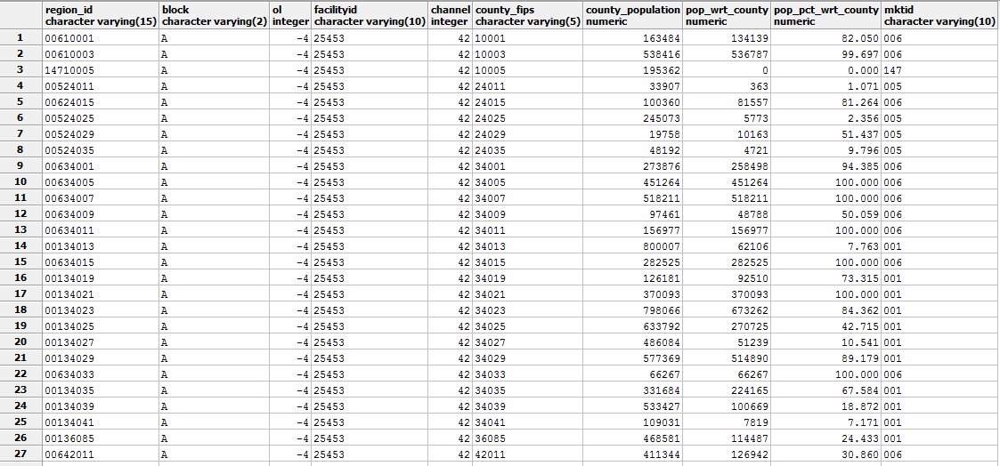 region_id block ol facilityid channel county_fips county_population pop_wrt_county pop_pct_wrt_county mktid
character varying(15) character varying(2) integer character varying(10) integer character varying(5) numeric numeric numeric character varying(10)
1 00610001 A -4 25453 42 10001 163484 134139 82.050 006
2 00610003 A -4 25453 42 10003 538416 536787 99.697 006
3 14710005 A -4 25453 42 10005 195362 0 0.000 147
4 00524011 A -4 25453 42 24011 33907 363 1.071 005
5 00624015 A -4 25453 42 24015 100360 81557 81.264 006
6 00524025 A -4 25453 42 24025 245073 5773 2.356 005
7 00524029 A -4 25453 42 24029 19758 10163 51.437 005
8 00524035 A -4 25453 42 24035 48192 4721 9.796 005
9 00634001 A -4 25453 42 34001 273876 258498 94.385 006
10 00634005 A -4 25453 42 34005 451264 451264 100.000 006
11 00634007 A -4 25453 42 34007 518211 518211 100.000 006
12 00634009 A -4 25453 42 34009 97461 48788 50.059 006
13 00634011 A -4 25453 42 34011 156977 156977 100.000 006
14 00134013 A -4 25453 42 34013 800007 62106 7.763 001
15 00634015 A -4 25453 42 34015 282525 282525 100.000 006
16 00134019 A -4 25453 42 34019 126181 92510 73.315 001
17 00134021 A -4 25453 42 34021 370093 370093 100.000 001
18 00134023 A -4 25453 42 34023 798066 673262 84.362 001
19 00134025 A -4 25453 42 34025 633792 270725 42.715 001
20 00134027 A -4 25453 42 34027 486084 51239 10.541 001
21 00134029 A -4 25453 42 34029 577369 514890 89.179 001
22 00634033 A -4 25453 42 34033 66267 66267 100.000 006
23 00134035 A -4 25453 42 34035 331684 224165 67.584 001
24 00134039 A -4 25453 42 34039 533427 100669 18.872 001
25 00134041 A -4 25453 42 34041 109031 7819 7.171 001
26 00136085 A -4 25453 42 36085 468581 114487 24.433 001
27 00642011 A -4 25453 42 42011 411344 126942 30.860 006